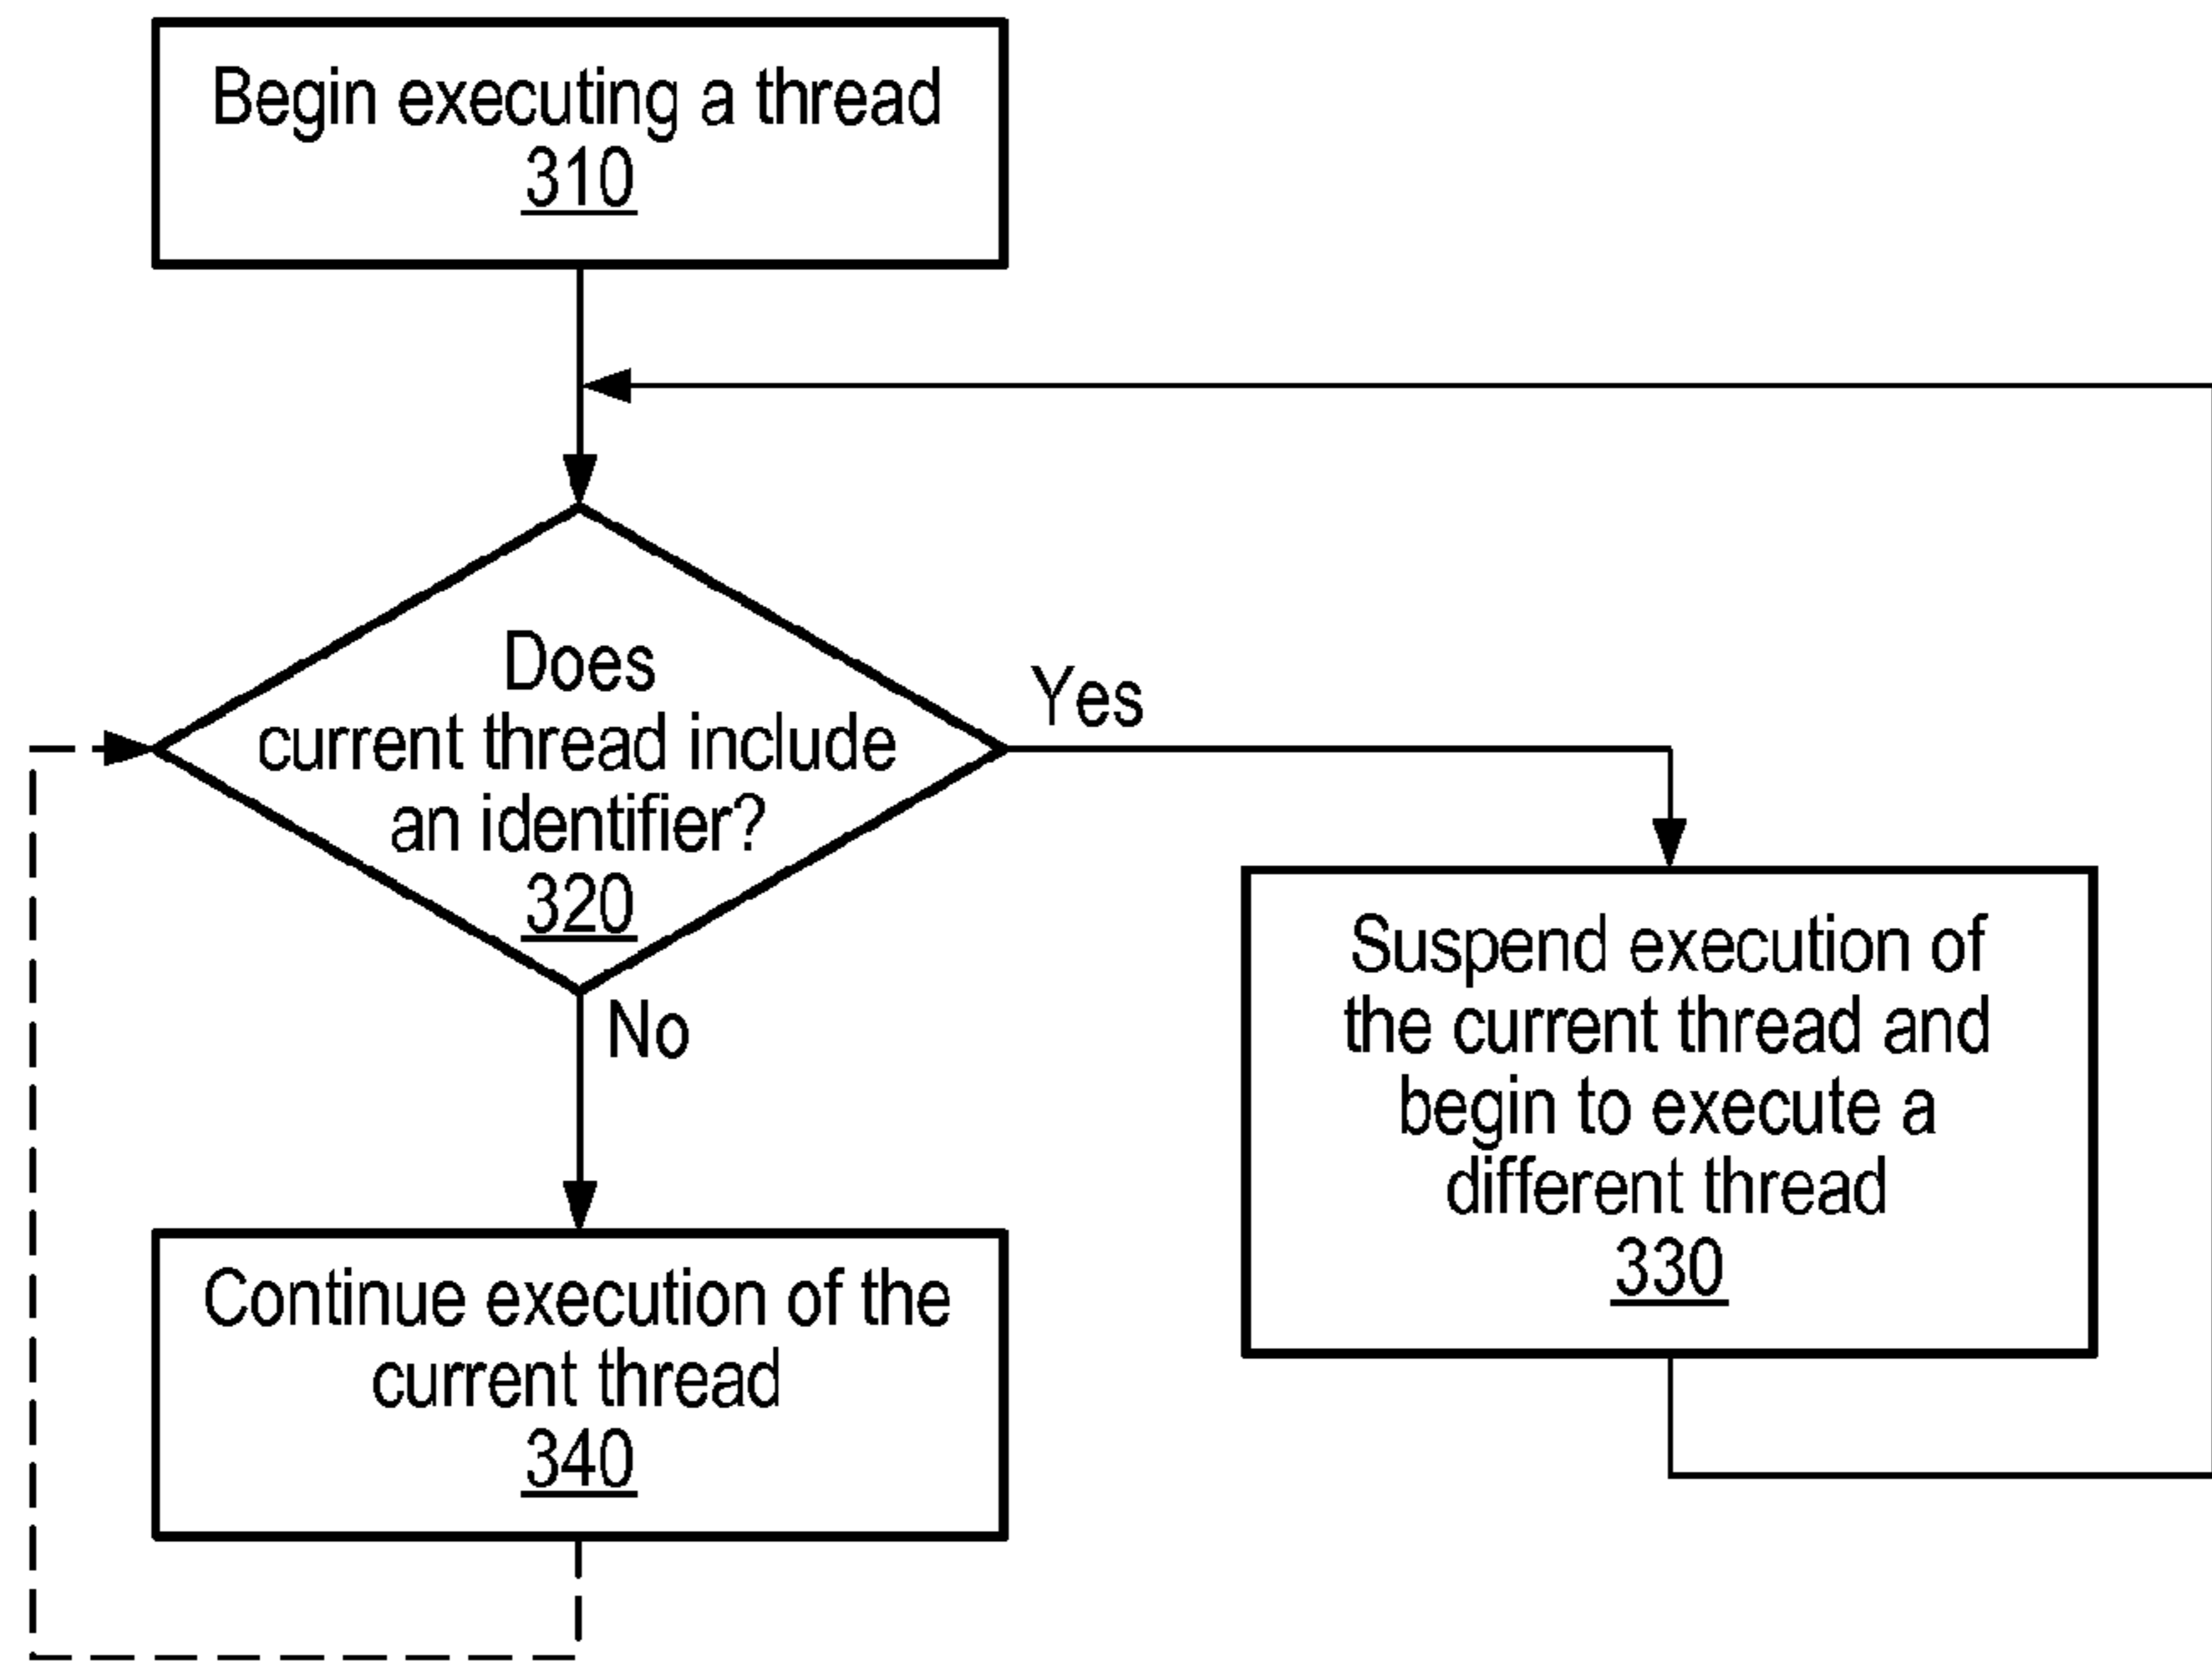 Begin executing a thread
310
Does
current thread include
an identifier?
320
Yes
No
Suspend execution of
the current thread and
begin to execute a
different thread
330
Continue execution of the
current thread
340